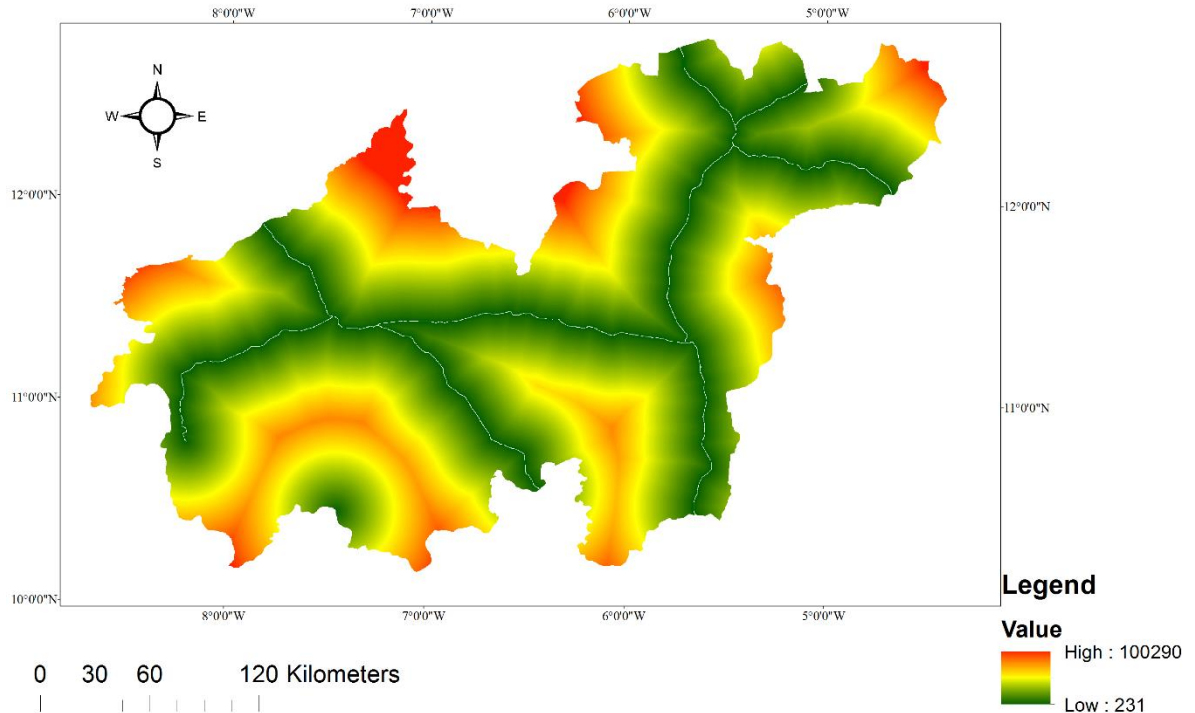 8°0'0"W 7°0'0"W 6°0'0"W 5°0'0"W
N
W E
S
12°0'0"N 12°0'0"N
11°0'0"N 11°0'0"N
10°0'0"N
8°0'0"W 7°0'0"W 6°0'0"W 5°0'0"W
Legend
Value
High : 100290
Low : 231
0 30 60 120 Kilometers